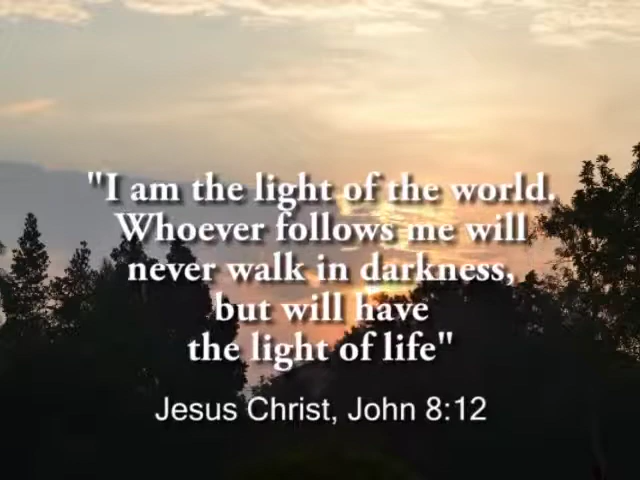 "I am the light of the world.
Whoever follows me will
never walk in darkness,
but will have
the light of life"
Jesus Christ, John 8:12